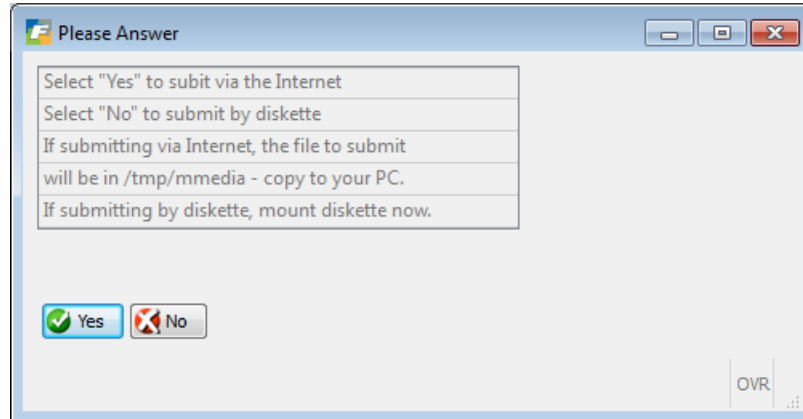 Please Answer
Select "Yes" to subit via the Internet
Select "No" to submit by diskette
If submitting via Internet, the file to submit
will be in /tmp/mmedia - copy to your PC.
If submitting by diskette, mount diskette now.
Yes No
OVR